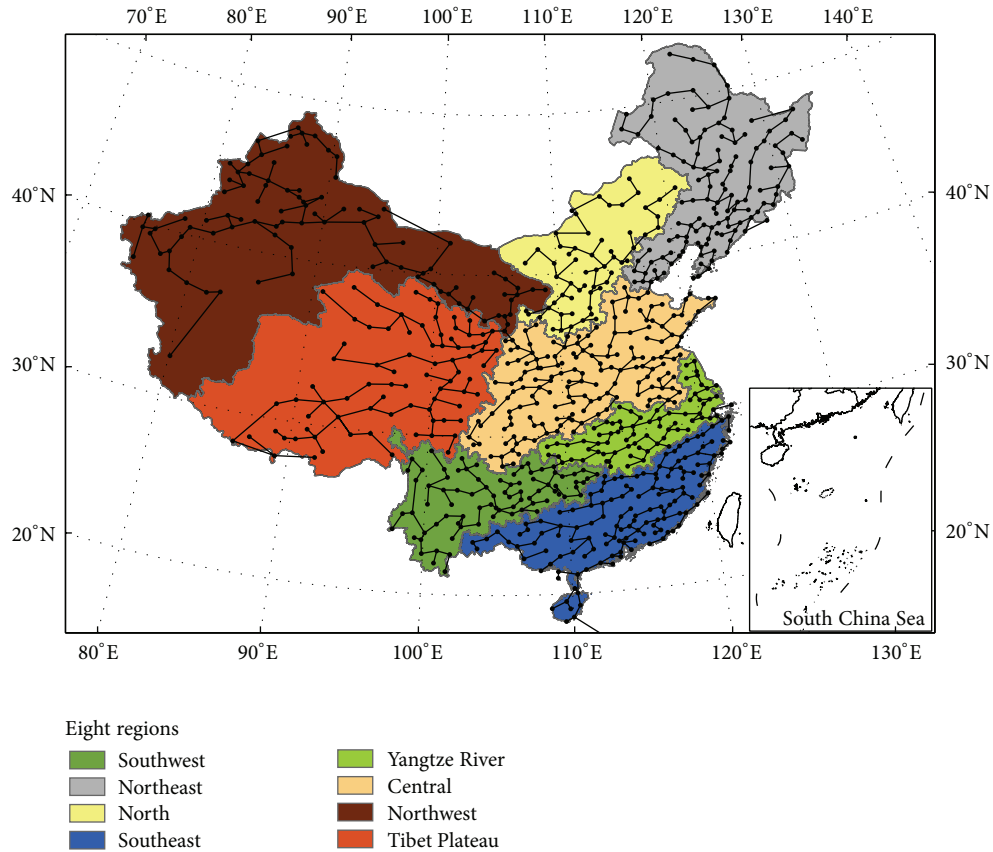 70°E 80°E 90°E 100°E 110°E 120°E 130°E 140°E
40°N 40°N
30°N 30°N
20°N 20°N
South China Sea
80°E 90°E 100°E 110°E 120°E 130°E
Eight regions
Southwest
Northeast
North
Southeast
Yangtze River
Central
Northwest
Tibet Plateau